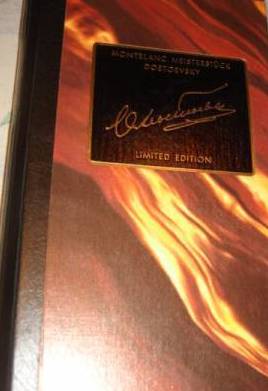 MONTBLANC MEISTERSTÜCK
DOSTOEVSKY
LIMITED EDITION